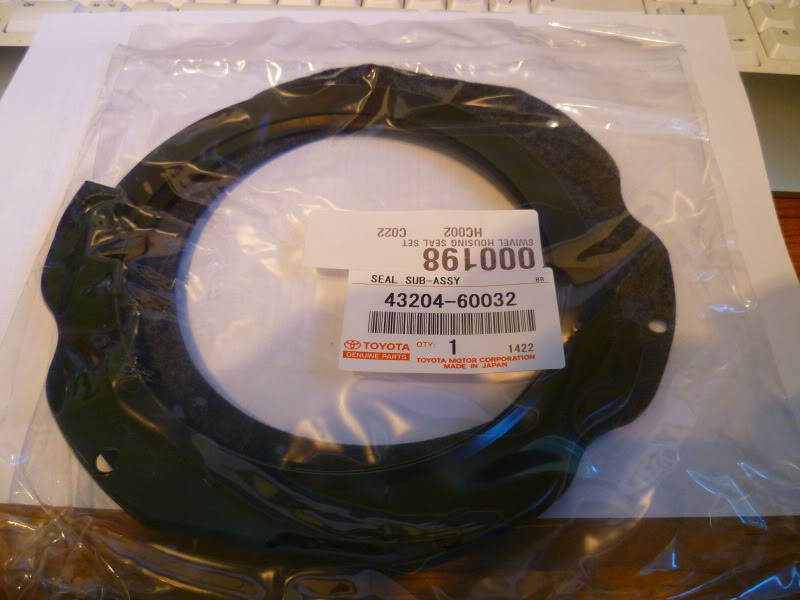 000198
SWIVEL HOUSING SEAL SET
HC002 C022
SEAL SUB-ASSY 88
43204-60032
TOYOTA
GENUINE PARTS
QTY: 1 1422
TOYOTA MOTOR CORPORATION
MADE IN JAPAN